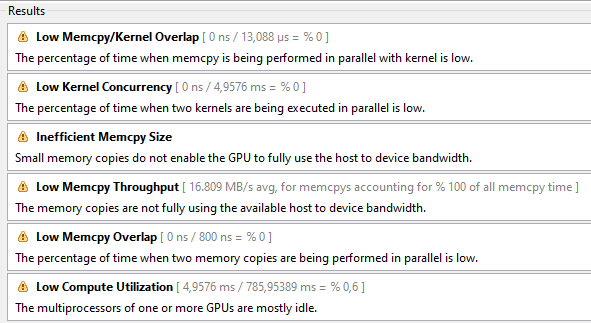 Results
Low Memcpy/Kernel Overlap [ 0 ns / 13,088 µs = % 0 ]
The percentage of time when memcpy is being performed in parallel with kernel is low.
Low Kernel Concurrency [ 0 ns / 4,9576 ms = % 0 ]
The percentage of time when two kernels are being executed in parallel is low.
Inefficient Memcpy Size
Small memory copies do not enable the GPU to fully use the host to device bandwidth.
Low Memcpy Throughput [ 16.809 MB/s avg, for memcpys accounting for % 100 of all memcpy time ]
The memory copies are not fully using the available host to device bandwidth.
Low Memcpy Overlap [ 0 ns / 800 ns = % 0 ]
The percentage of time when two memory copies are being performed in parallel is low.
Low Compute Utilization [ 4,9576 ms / 785,95389 ms = % 0,6 ]
The multiprocessors of one or more GPUs are mostly idle.